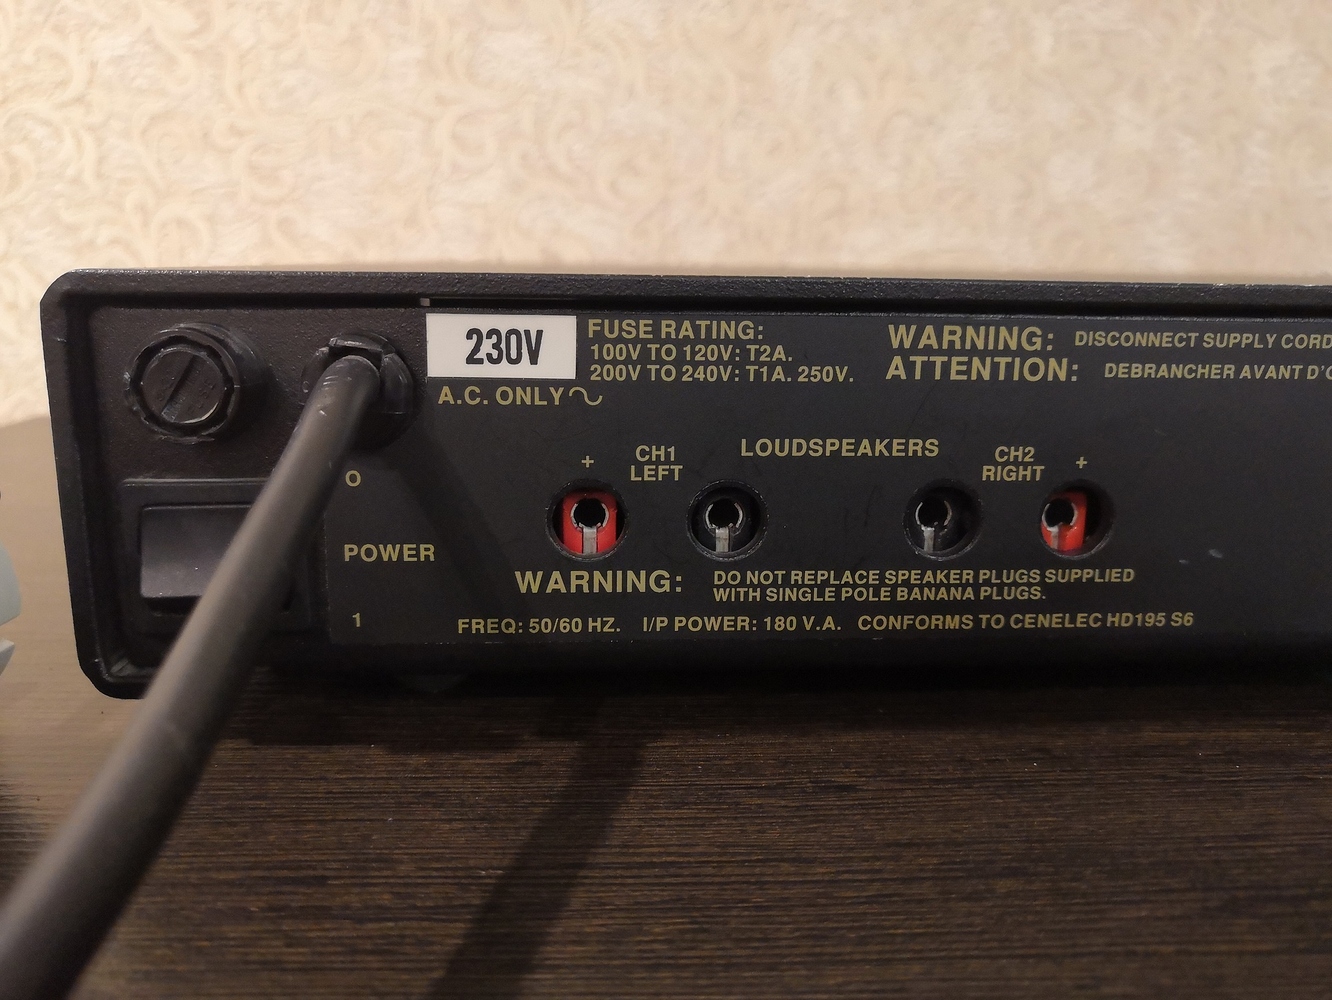 230V
FUSE RATING:
100V TO 120V: T2A.
200V TO 240V: T1A. 250V.
A.C. ONLY
WARNING: DISCONNECT SUPPLY CORD
ATTENTION: DEBRANCHER AVANT
LOUDSPEAKERS
+
CH1
LEFT
CH2
RIGHT
+
O
POWER
1
WARNING: DO NOT REPLACE SPEAKER PLUGS SUPPLIED
WITH SINGLE POLE BANANA PLUGS.
FREQ: 50/60 HZ. I/P POWER: 180 V.A. CONFORMS TO CENELEC HD195 S6